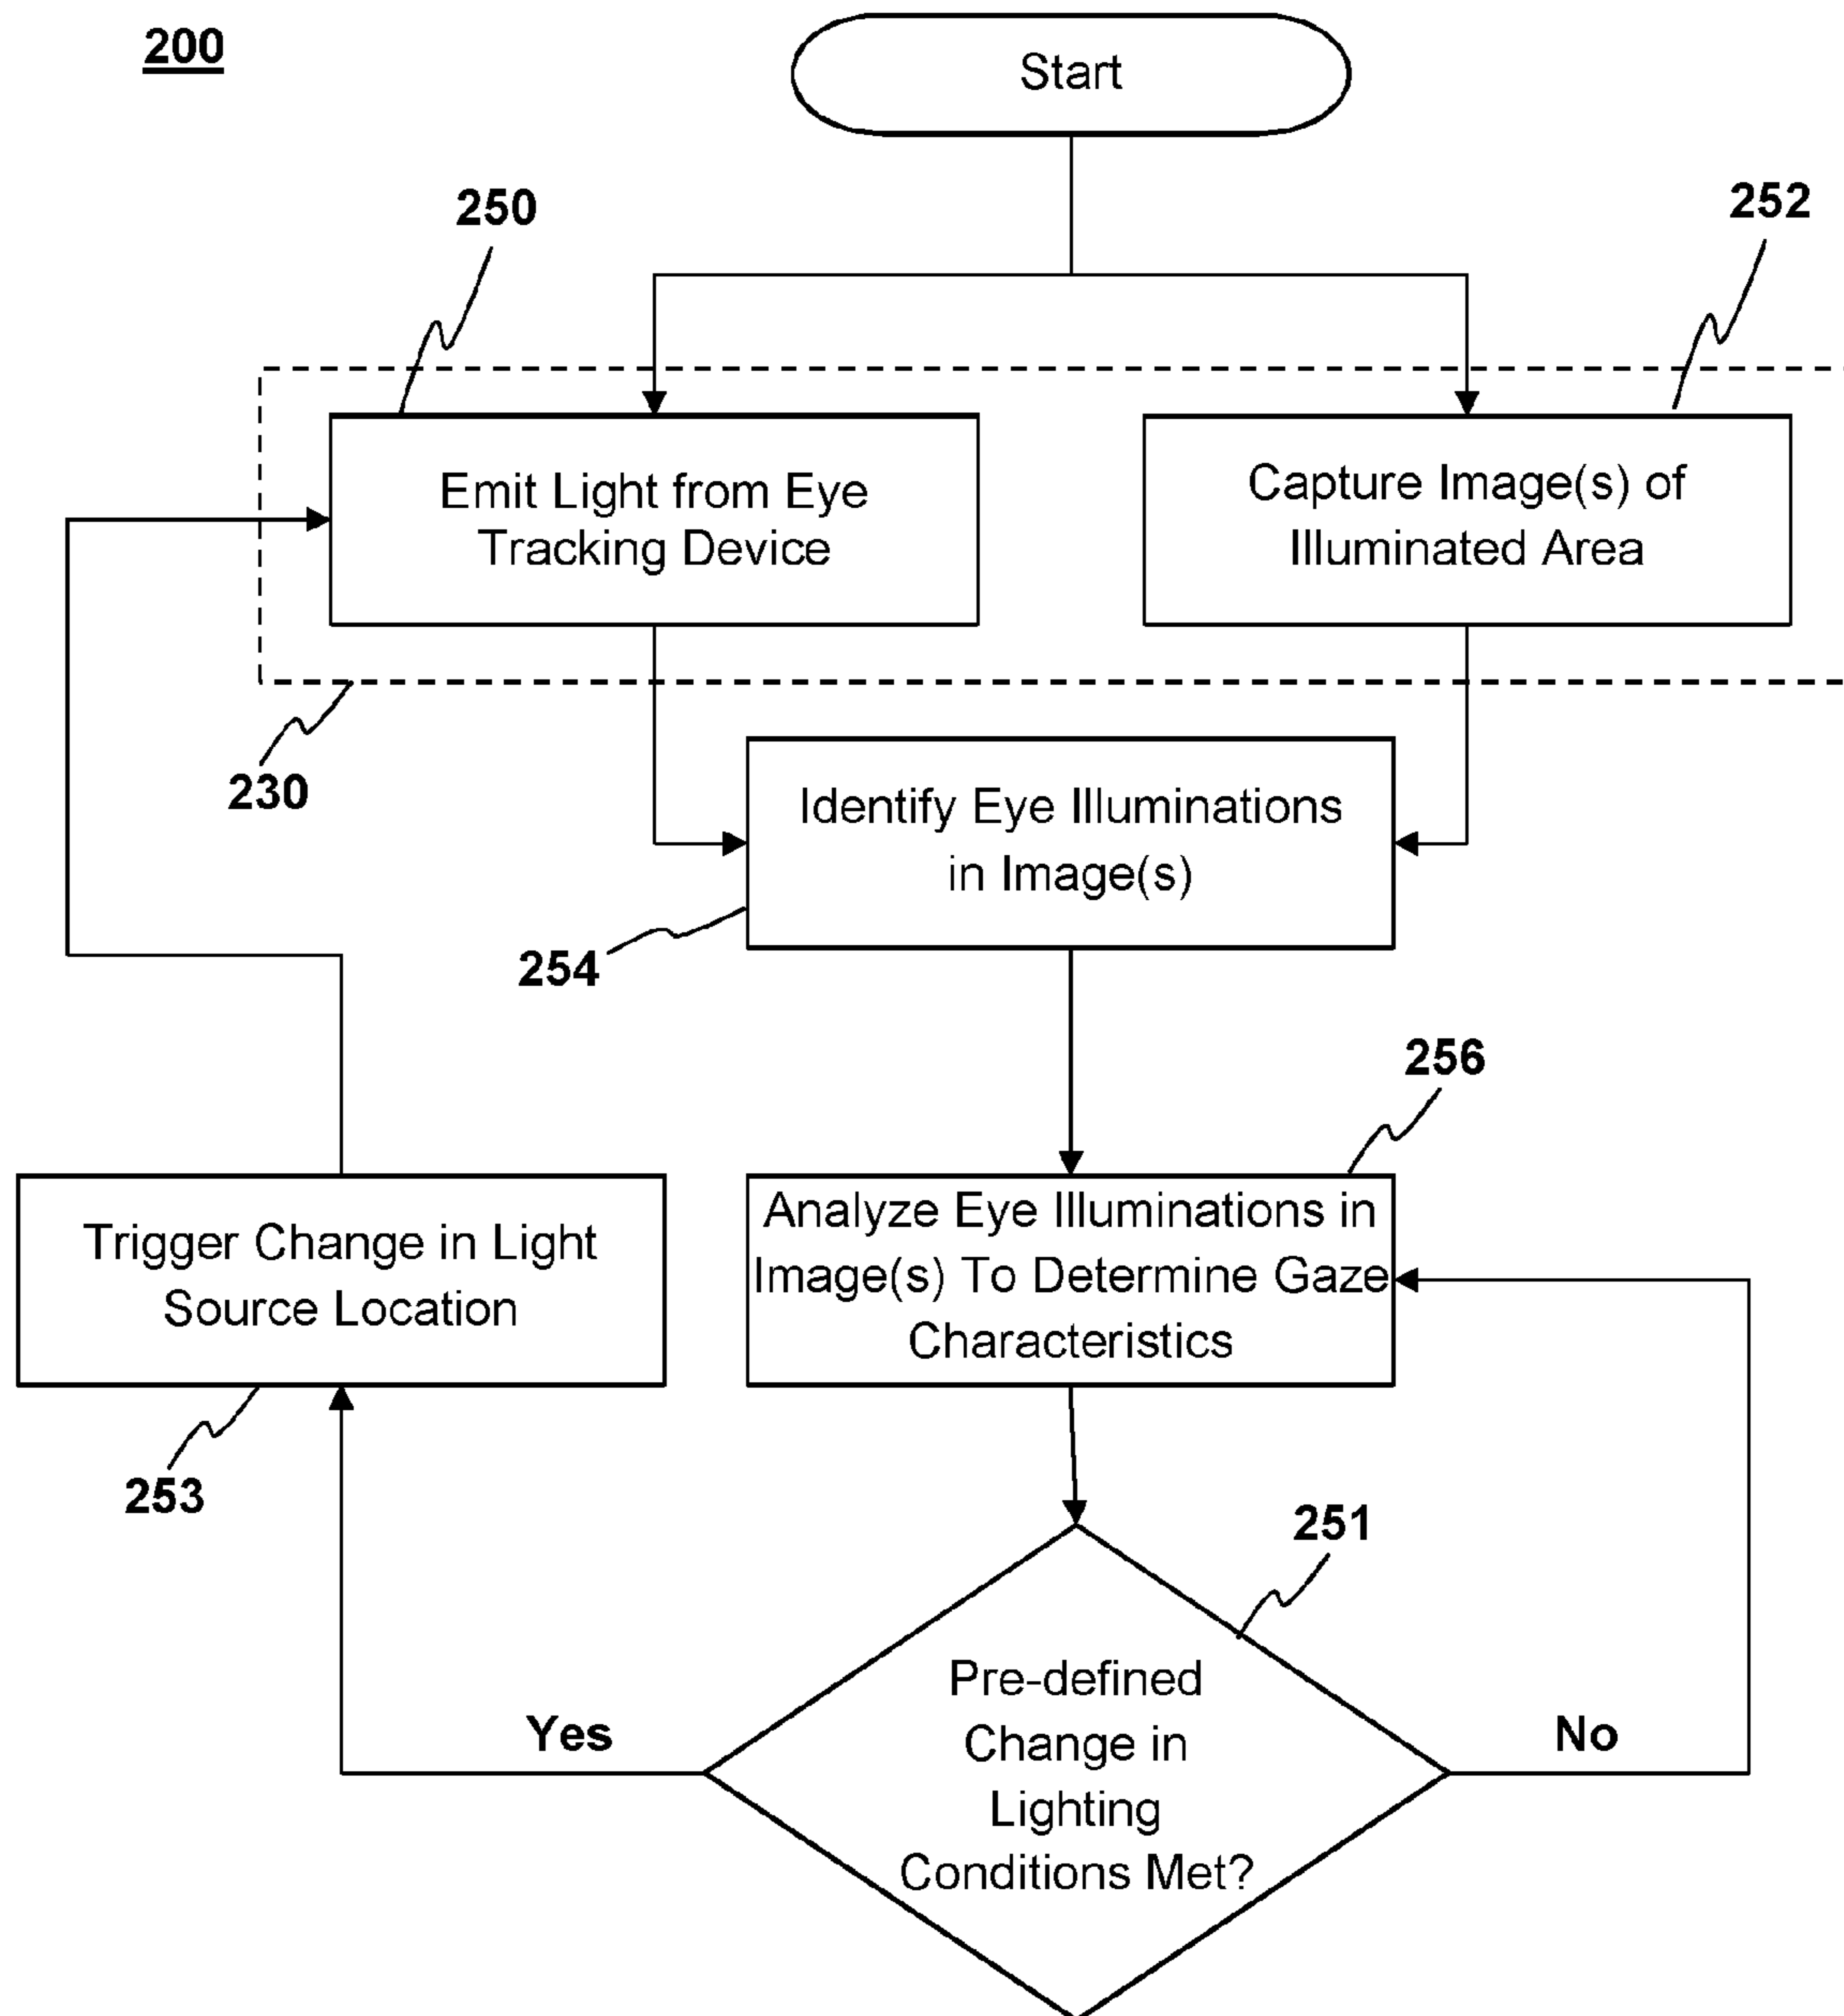 200
Start
250
252
Emit Light from Eye
Tracking Device
Capture Image(s) of
Illuminated Area
230
Identify Eye Illuminations
in Image(s)
254
256
Trigger Change in Light
Source Location
Analyze Eye Illuminations in
Image(s) To Determine Gaze
Characteristics
253
251
Pre-defined
Change in
Lighting
Conditions Met?
Yes
No